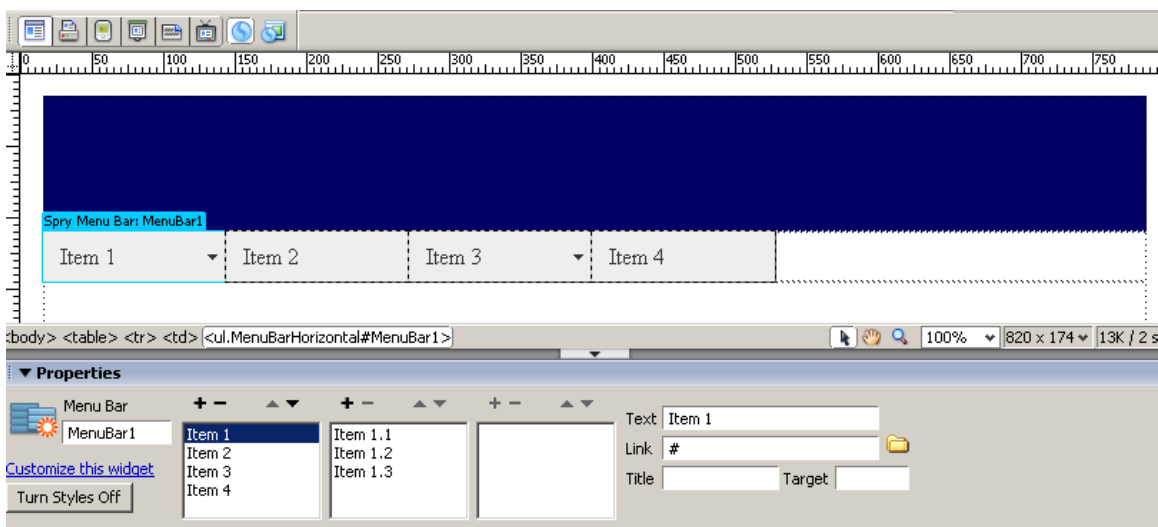 0 50 100 150 200 250 300 350 400 450 500 550 600 650 700 750
Spry Menu Bar: MenuBar1
Item 1 Item 2 Item 3 Item 4
<body> <table> <tr> <td> <ul.MenuBarHorizontal#MenuBar1> 100% 820 x 174 13K / 2 s
Properties
Menu Bar
MenuBar1
Customize this widget
Turn Styles Off
Item 1
Item 2
Item 3
Item 4
Item 1.1
Item 1.2
Item 1.3
Text Item 1
Link #
Title Target